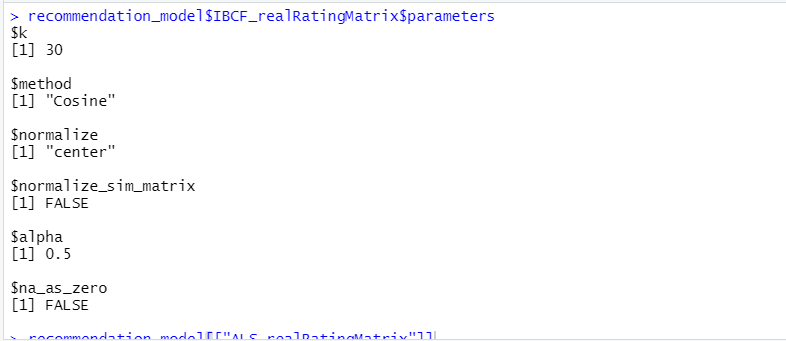 > recommendation_model$IBCF_realRatingMatrix$parameters
$k
[1] 30
$method
[1] "Cosine"
$normalize
[1] "center"
$normalize_sim_matrix
[1] FALSE
$alpha
[1] 0.5
$na_as_zero
[1] FALSE
> recommendation_model[["ALS_realRatingMatrix"]]